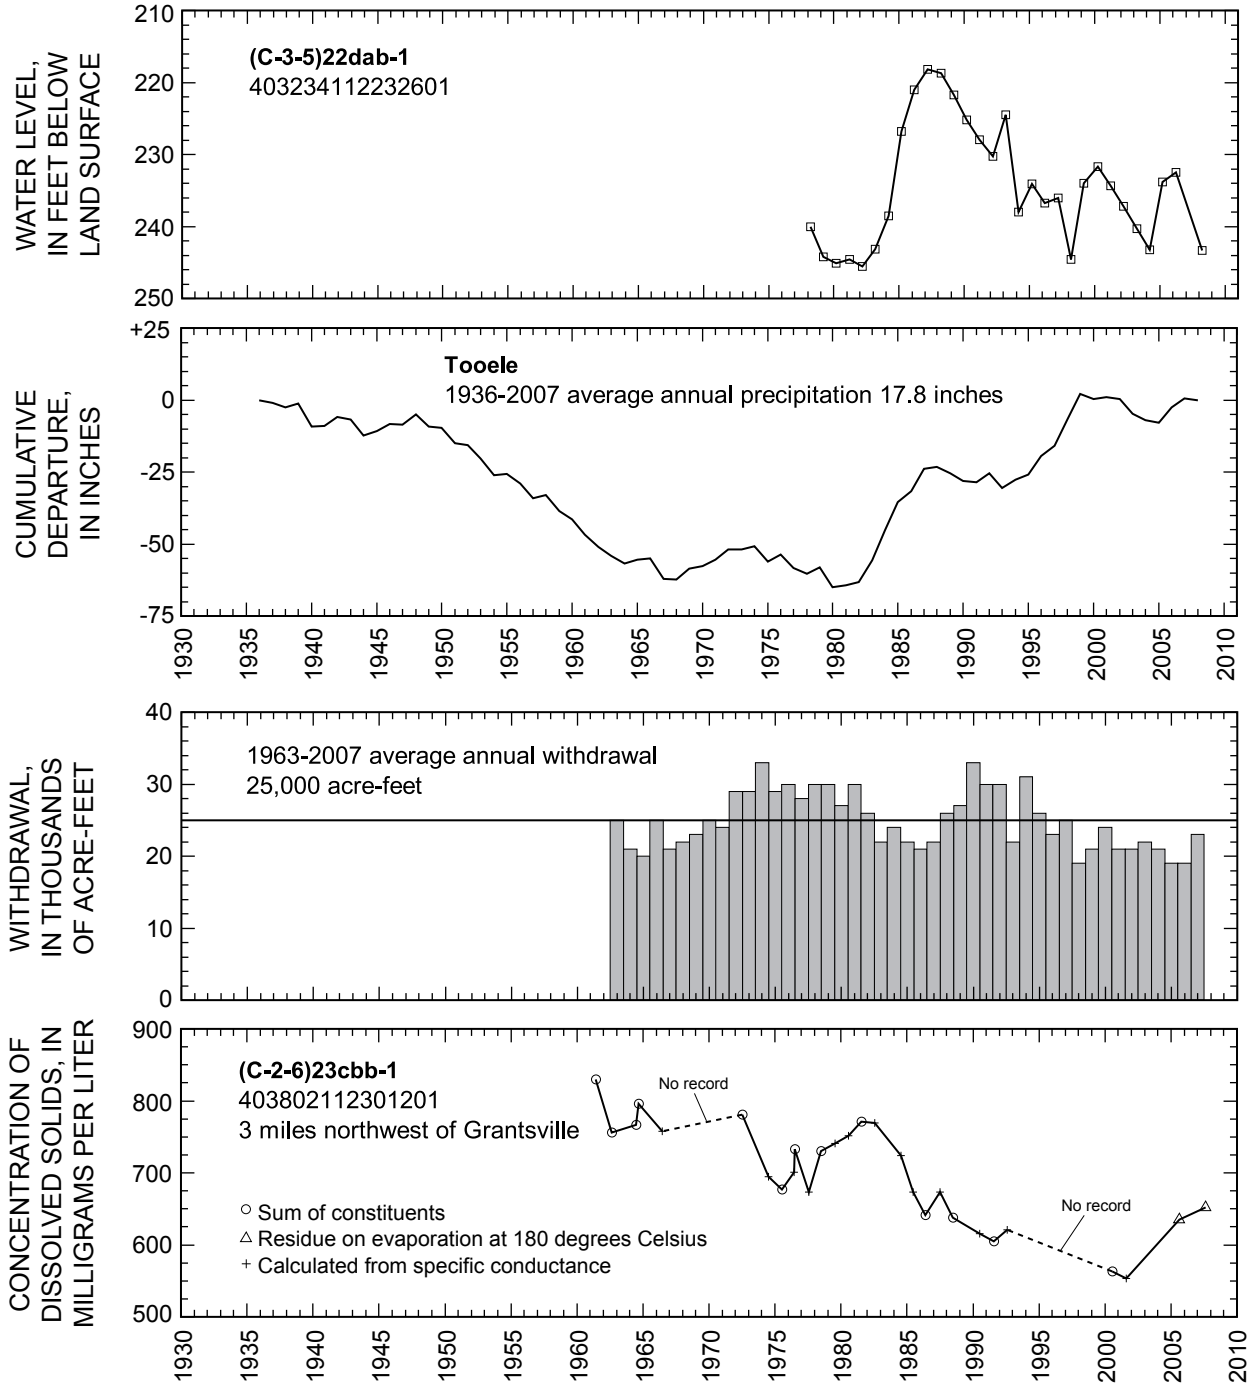 WATER LEVEL,
IN FEET BELOW
LAND SURFACE
210
220
230
240
250
(C-3-5)22dab-1
403234112232601
CUMULATIVE
DEPARTURE,
IN INCHES
+25
0
-25
-50
-75
Tooele
1936-2007 average annual precipitation 17.8 inches
1930 1935 1940 1945 1950 1955 1960 1965 1970 1975 1980 1985 1990 1995 2000 2005 2010
WITHDRAWAL,
IN THOUSANDS
OF ACRE-FEET
40
30
20
10
0
1963-2007 average annual withdrawal
25,000 acre-feet
CONCENTRATION OF
DISSOLVED SOLIDS, IN
MILLIGRAMS PER LITER
900
800
700
600
500
(C-2-6)23cbb-1
403802112301201
3 miles northwest of Grantsville
No record
No record
Sum of constituents
Residue on evaporation at 180 degrees Celsius
Calculated from specific conductance
1930 1935 1940 1945 1950 1955 1960 1965 1970 1975 1980 1985 1990 1995 2000 2005 2010